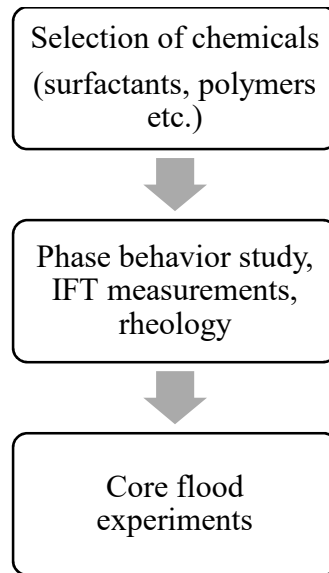 Selection of chemicals
(surfactants, polymers
etc.)
Phase behavior study,
IFT measurements,
rheology
Core flood
experiments